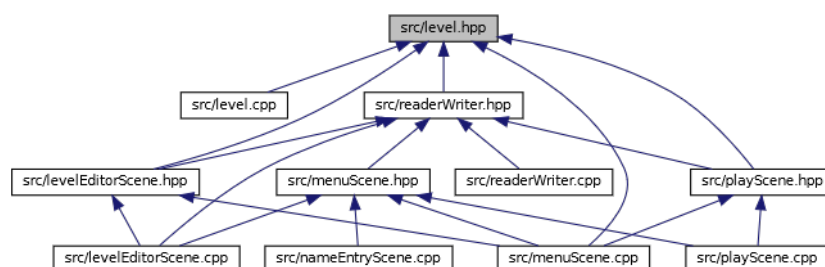 src/level.hpp
src/level.cpp
src/readerWriter.hpp
src/levelEditorScene.hpp
src/menuScene.hpp
src/readerWriter.cpp
src/playScene.hpp
src/levelEditorScene.cpp
src/nameEntryScene.cpp
src/menuScene.cpp
src/playScene.cpp